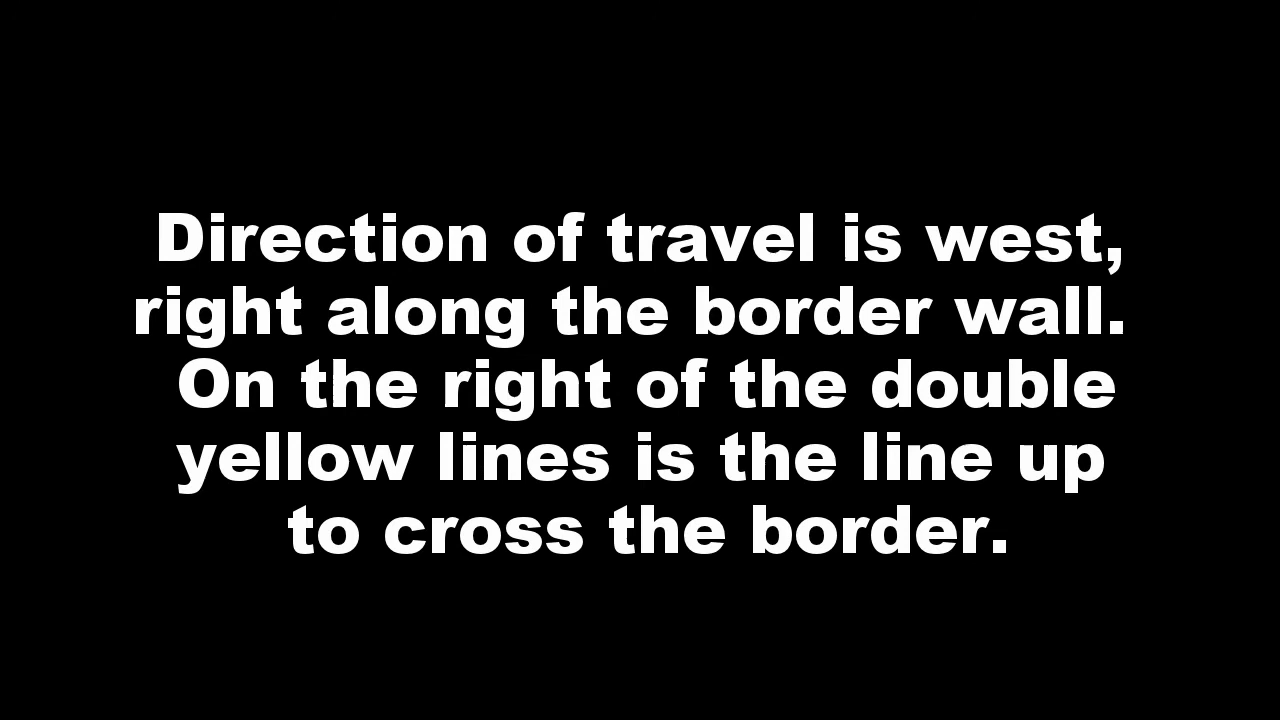 Direction of travel is west,
right along the border wall.
On the right of the double
yellow lines is the line up
to cross the border.